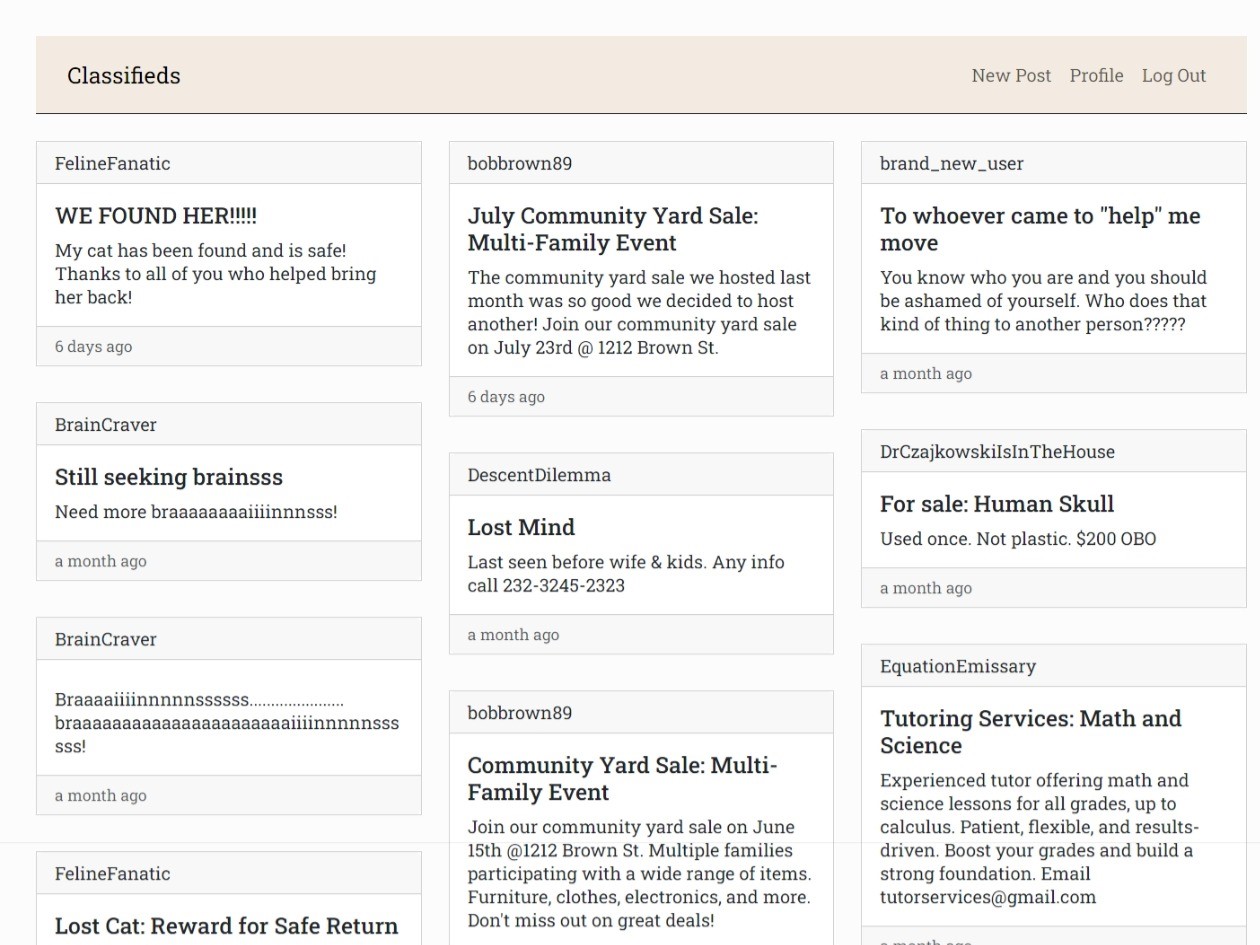 Classifieds
New Post
Profile
Log Out
FelineFanatic
WE FOUND HER!!!!!
My cat has been found and is safe!
Thanks to all of you who helped bring
her back!
6 days ago
BrainCraver
Still seeking brainsss
Need more braaaaaaaaiiiinnnsss!
a month ago
BrainCraver
Braaaaiiiinnnnnssssss......................
braaaaaaaaaaaaaaaaaaaaaaaaiiiinnnnnsss
sss!
a month ago
FelineFanatic
Lost Cat: Reward for Safe Return
bobbrown89
July Community Yard Sale:
Multi-Family Event
The community yard sale we hosted last
month was so good we decided to host
another! Join our community yard sale
on July 23rd @ 1212 Brown St.
6 days ago
DescentDilemma
Lost Mind
Last seen before wife & kids. Any info
call 232-3245-2323
a month ago
bobbrown89
Community Yard Sale: Multi-
Family Event
Join our community yard sale on June
15th @1212 Brown St. Multiple families
participating with a wide range of items.
Furniture, clothes, electronics, and more.
Don't miss out on great deals!
brand_new_user
To whoever came to "help" me
move
You know who you are and you should
be ashamed of yourself. Who does that
kind of thing to another person?????
a month ago
DrCzajkowskiIsInTheHouse
For sale: Human Skull
Used once. Not plastic. $200 OBO
a month ago
EquationEmissary
Tutoring Services: Math and
Science
Experienced tutor offering math and
science lessons for all grades, up to
calculus. Patient, flexible, and results-
driven. Boost your grades and build a
strong foundation. Email
tutorservices@gmail.com
a month ago